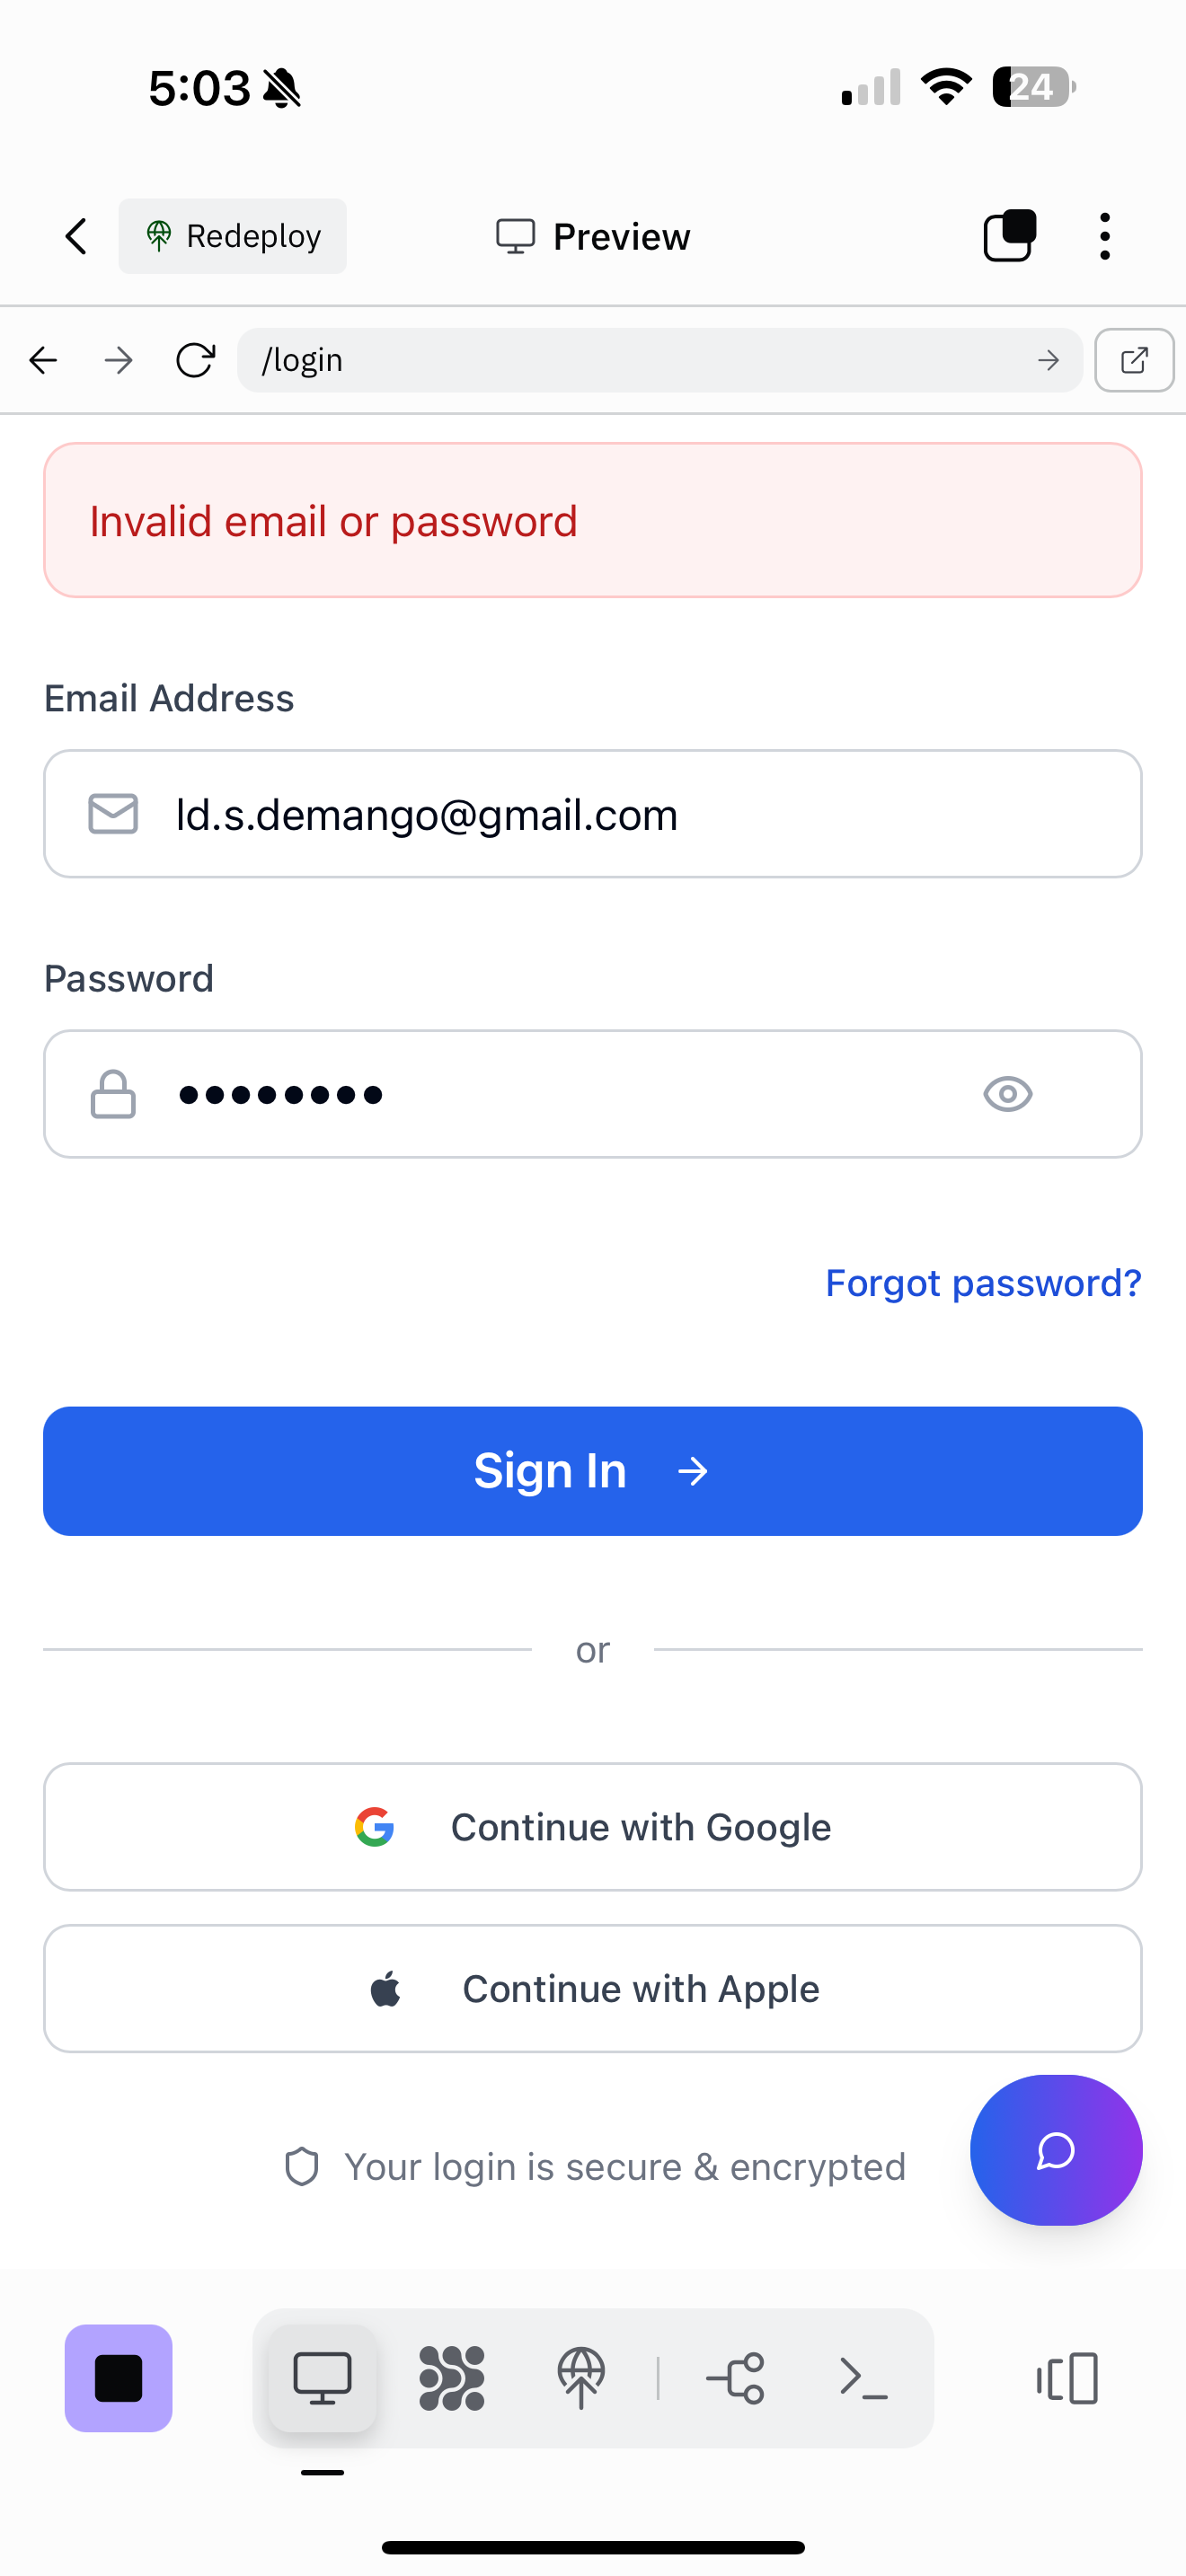 5:03
24
Redeploy
Preview
/login
Invalid email or password
Email Address
ld.s.demango@gmail.com
Password
Forgot password?
Sign In
or
Continue with Google
Continue with Apple
Your login is secure & encrypted